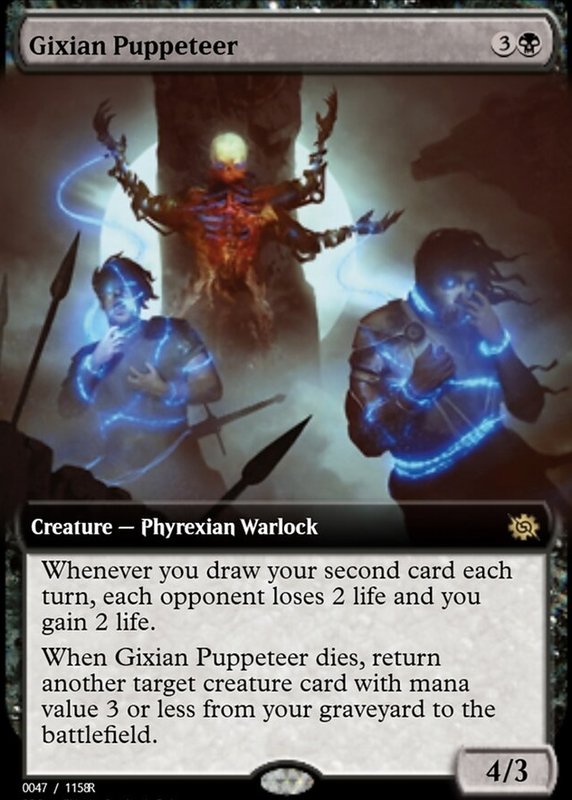 Gixian Puppeteer 3
Creature — Phyrexian Warlock
Whenever you draw your second card each
turn, each opponent loses 2 life and you
gain 2 life.
When Gixian Puppeteer dies, return
another target creature card with mana
value 3 or less from your graveyard to the
battlefield.
4/3
0047 / 1158R